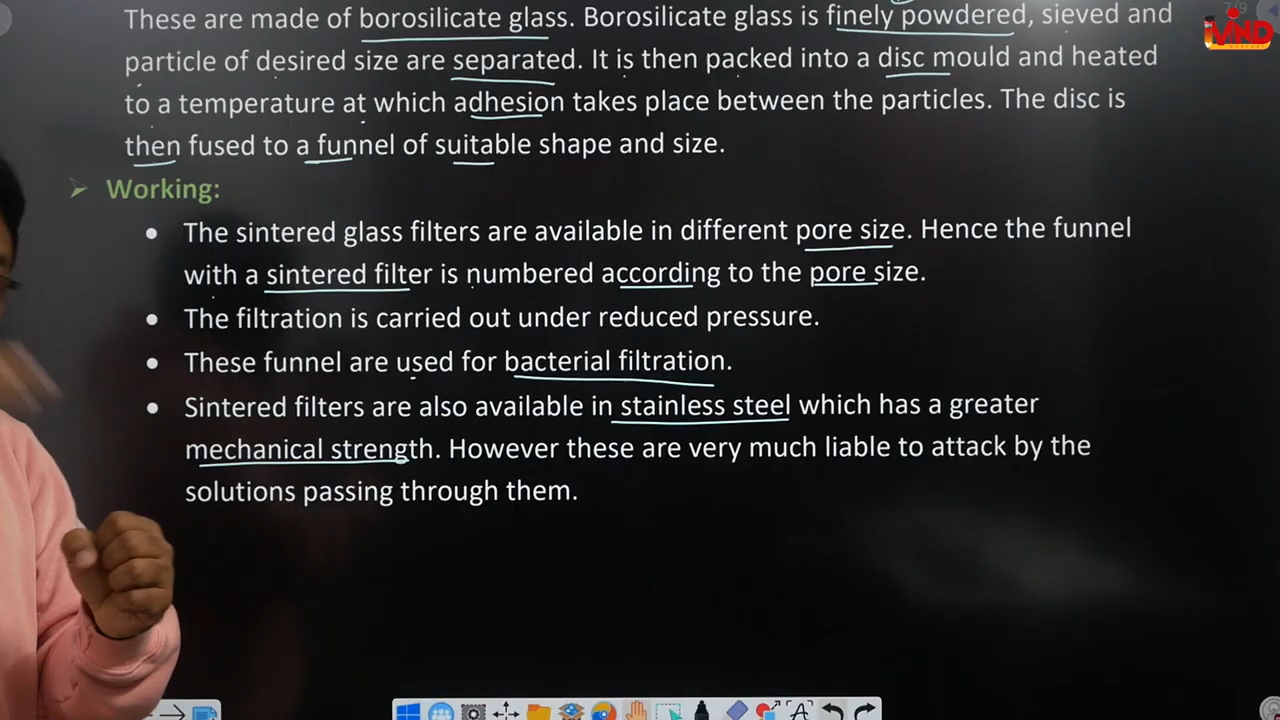 7/9
These are made of borosilicate glass. Borosilicate glass is finely powdered, sieved and
particle of desired size are separated. It is then packed into a disc mould and heated
to a temperature at which adhesion takes place between the particles. The disc is
then fused to a funnel of suitable shape and size.
Working:
The sintered glass filters are available in different pore size. Hence the funnel
with a sintered filter is numbered according to the pore size.
The filtration is carried out under reduced pressure.
These funnel are used for bacterial filtration.
Sintered filters are also available in stainless steel which has a greater
mechanical strength. However these are very much liable to attack by the
solutions passing through them.